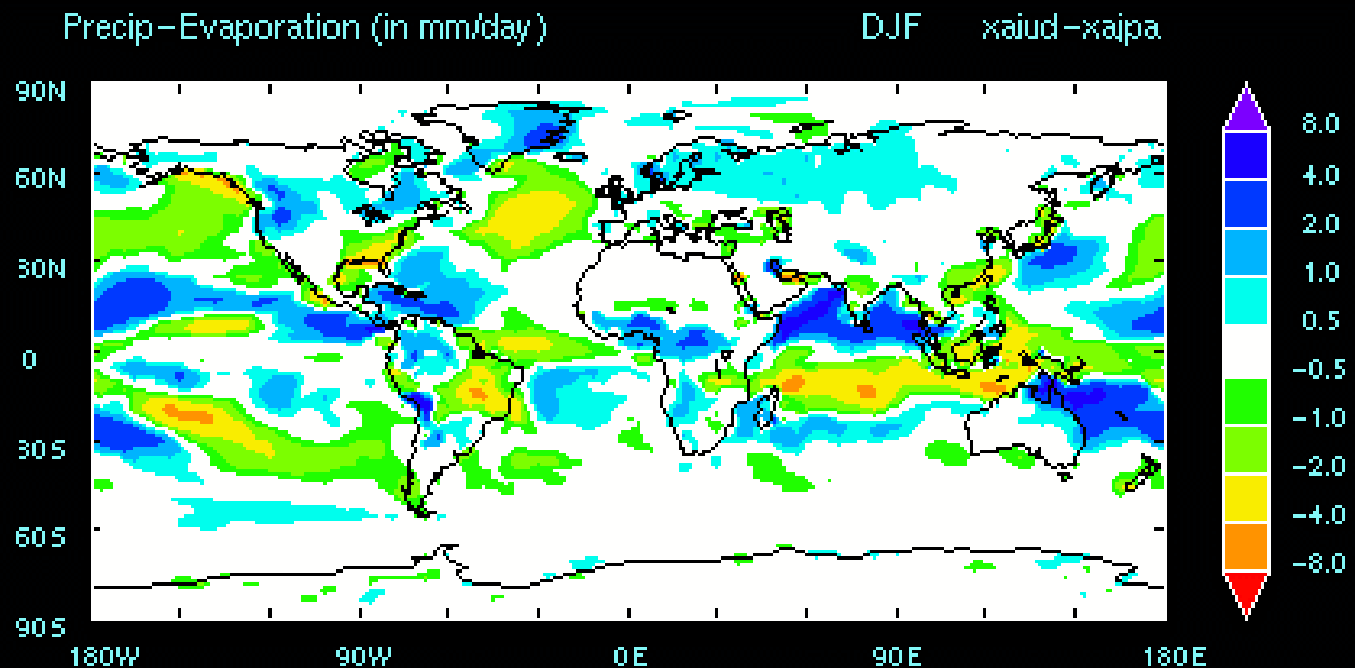 Precip-Evaporation (in mm/day) DJF xaiud-xajpa
90N
60N
30N
0
30S
60S
90S
180W 90W 0E 90E 180E
8.0
4.0
2.0
1.0
0.5
-0.5
-1.0
-2.0
-4.0
-8.0